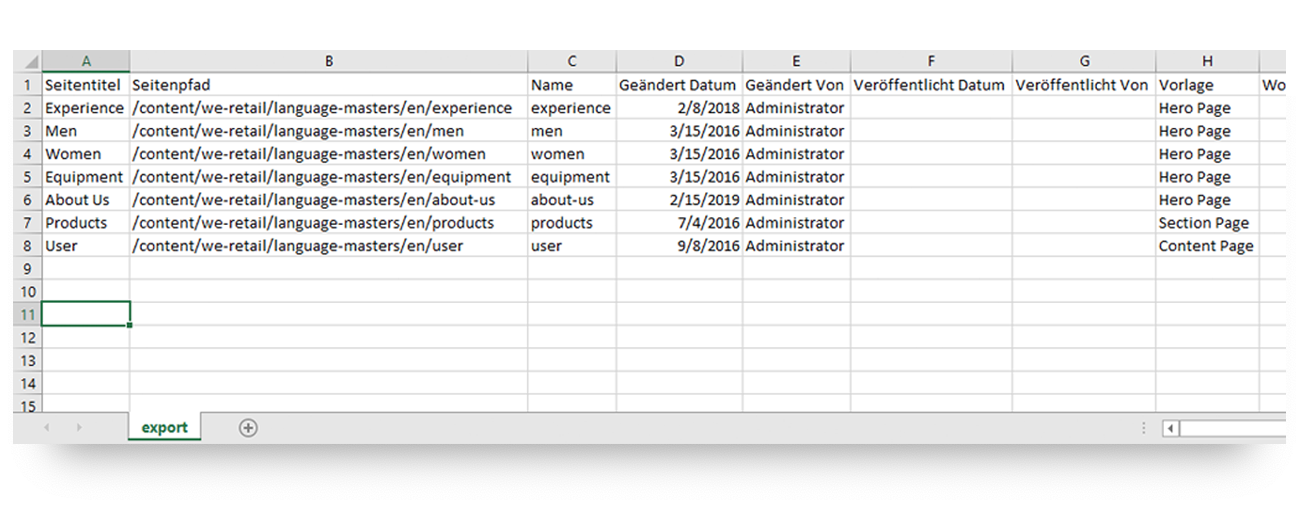 A B C D E F G H
1 Seitentitel Seitenpfad Name Geändert Datum Geändert Von Veröffentlicht Datum Veröffentlicht Von Vorlage Wo
2 Experience /content/we-retail/language-masters/en/experience experience 2/8/2018 Administrator Hero Page
3 Men /content/we-retail/language-masters/en/men men 3/15/2016 Administrator Hero Page
4 Women /content/we-retail/language-masters/en/women women 3/15/2016 Administrator Hero Page
5 Equipment /content/we-retail/language-masters/en/equipment equipment 3/15/2016 Administrator Hero Page
6 About Us /content/we-retail/language-masters/en/about-us about-us 2/15/2019 Administrator Hero Page
7 Products /content/we-retail/language-masters/en/products products 7/4/2016 Administrator Section Page
8 User /content/we-retail/language-masters/en/user user 9/8/2016 Administrator Content Page
9
10
11
12
13
14
15
export